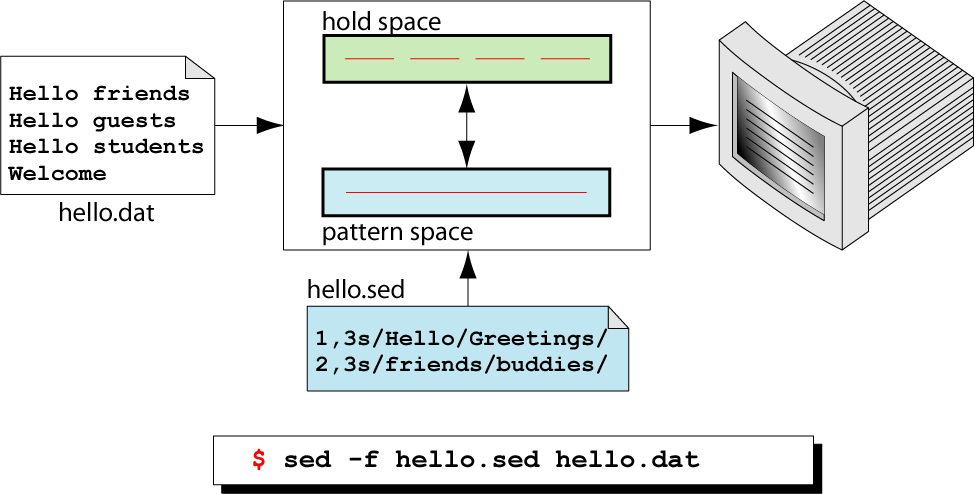 hold space
Hello friends
Hello guests
Hello students
Welcome
hello.dat
pattern space
hello.sed
1,3s/Hello/Greetings/
2,3s/friends/buddies/
$ sed -f hello.sed hello.dat